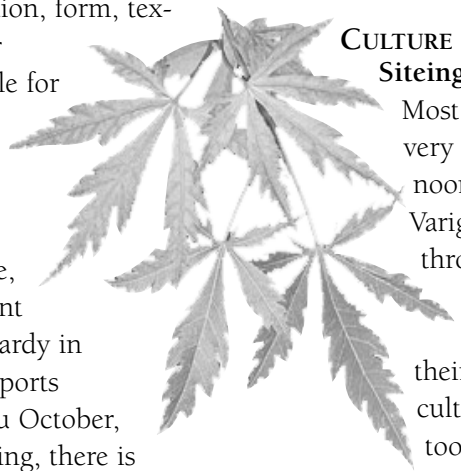 ion, form, tex-
le for
e,
nt
ardy in
ports
u October,
ing, there is
CULTURE
Siteing
Most
very
noon
Varig
thro
their
cult
too